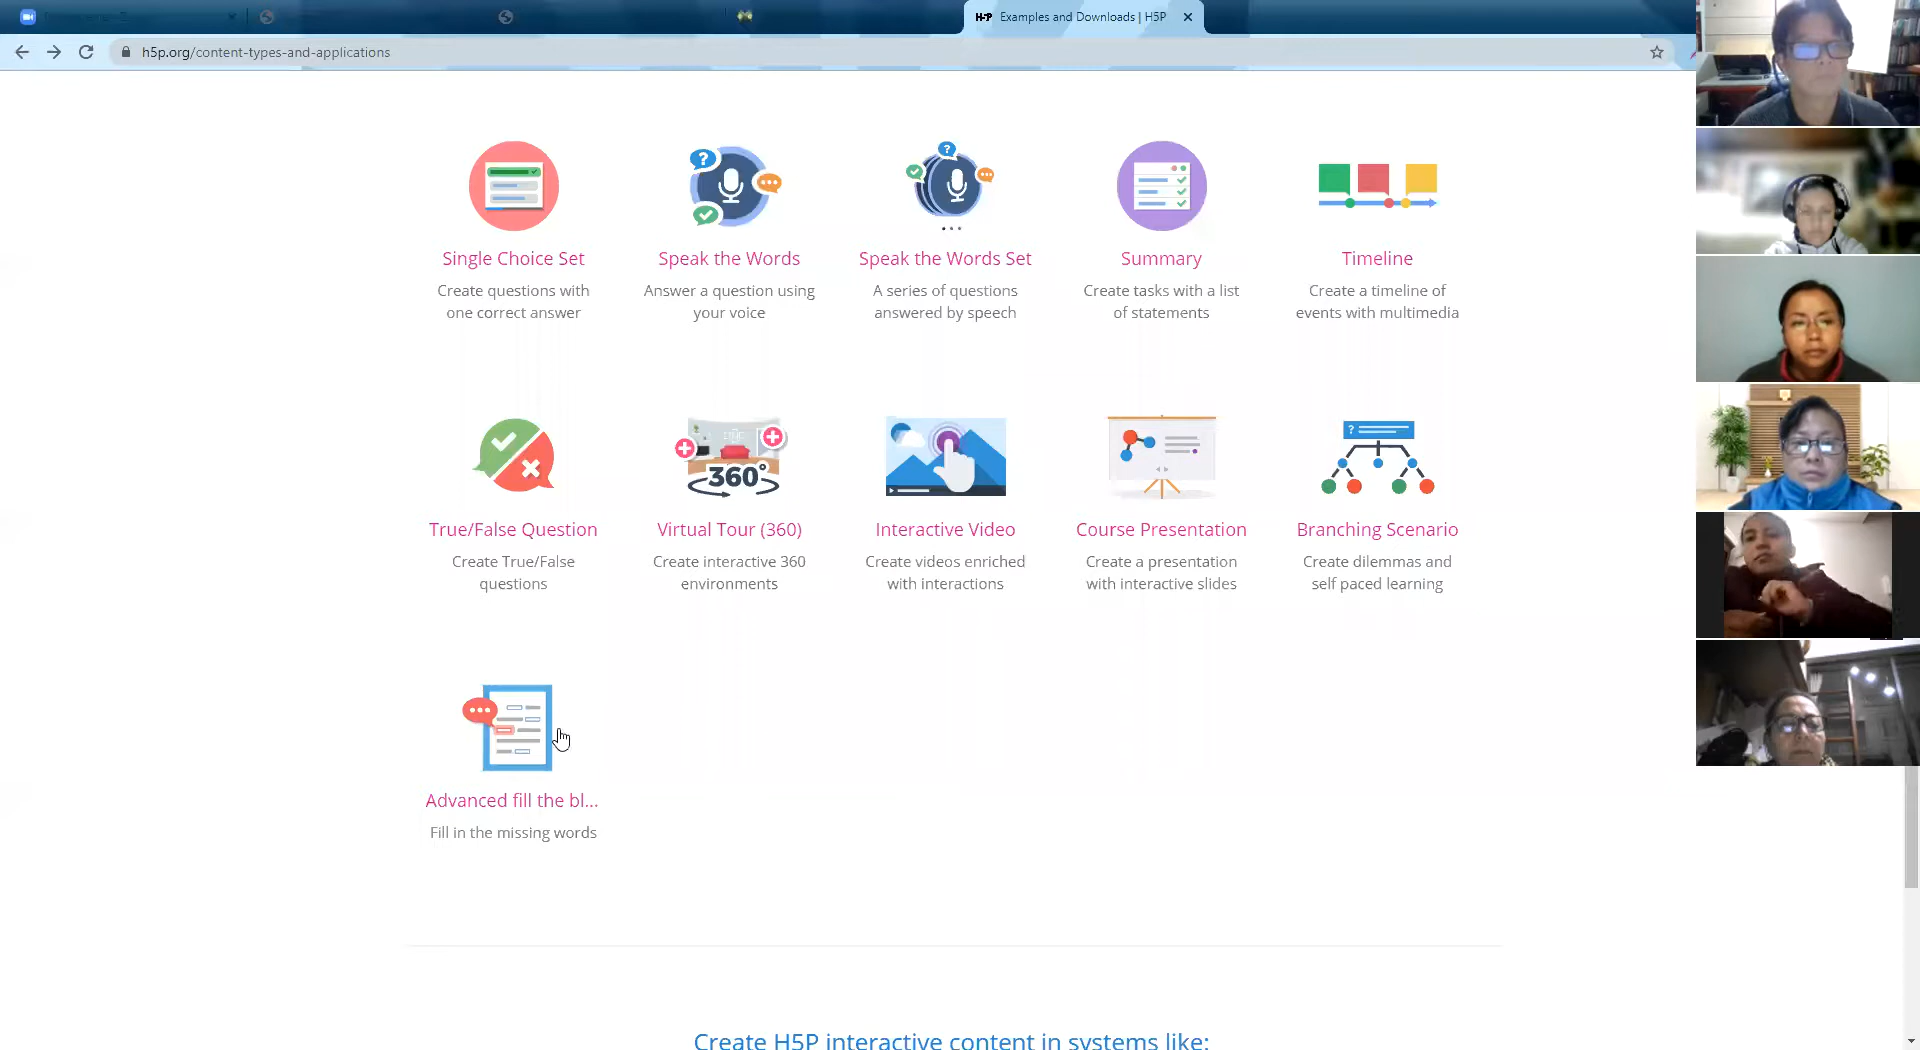 H-P Examples and Downloads | H5P
h5p.org/content-types-and-applications
Single Choice Set
Create questions with
one correct answer
Speak the Words
Answer a question using
your voice
Speak the Words Set
A series of questions
answered by speech
Summary
Create tasks with a list
of statements
Timeline
Create a timeline of
events with multimedia
360°
True/False Question
Create True/False
questions
Virtual Tour (360)
Create interactive 360
environments
Interactive Video
Create videos enriched
with interactions
Course Presentation
Create a presentation
with interactive slides
Branching Scenario
Create dilemmas and
self paced learning
Advanced fill the bl...
Fill in the missing words
Create H5P interactive content in systems like: